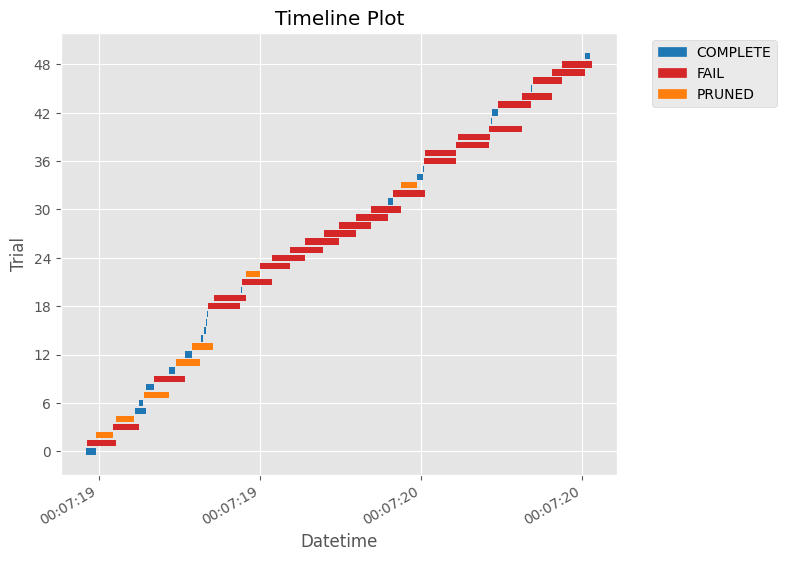 Timeline Plot
COMPLETE
FAIL
PRUNED
48
42
36
30
24
18
12
6
0
Trial
00:07:19
00:07:19
00:07:20
00:07:20
Datetime